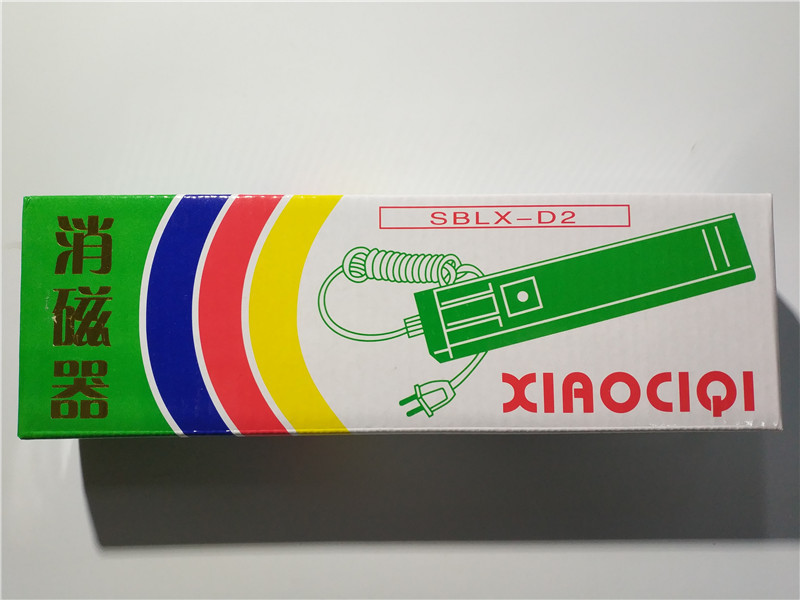 消磁器
SBLX-D2
XIAOCIQI